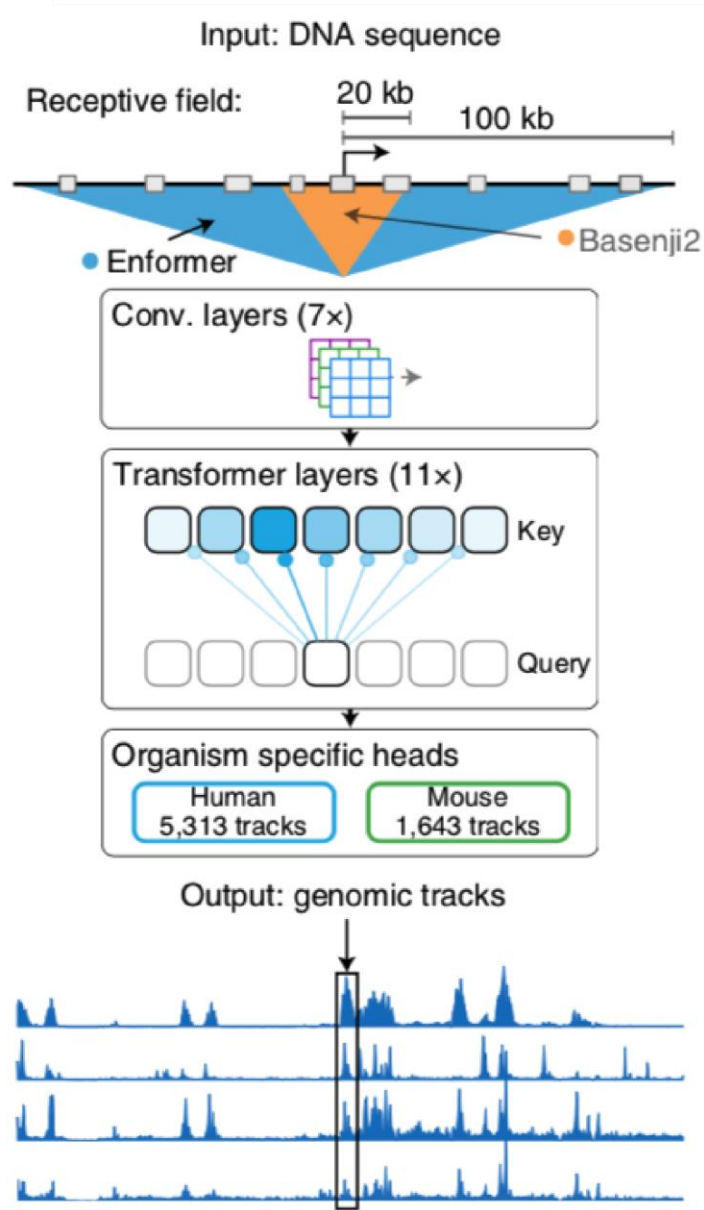 Input: DNA sequence
Receptive field:
20 kb
100 kb
Enformer
Basenji2
Conv. layers (7×)
Transformer layers (11×)
Key
Query
Organism specific heads
Human
5,313 tracks
Mouse
1,643 tracks
Output: genomic tracks